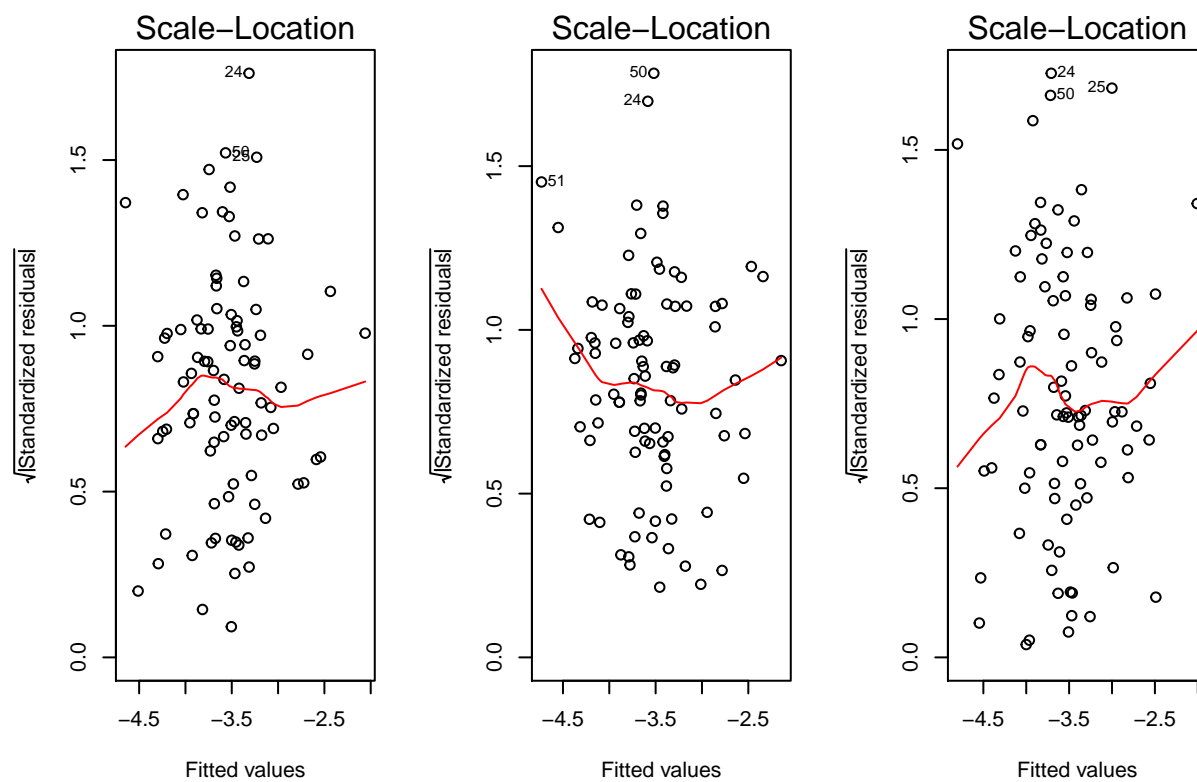 Scale−Location
24
50
25
0.0 0.5 1.0 1.5
√|Standardized residuals|
−4.5 −3.5 −2.5
Fitted values
Scale−Location
50
24
51
0.0 0.5 1.0 1.5
√|Standardized residuals|
−4.5 −3.5 −2.5
Fitted values
Scale−Location
24
25
50
0.0 0.5 1.0 1.5
√|Standardized residuals|
−4.5 −3.5 −2.5
Fitted values